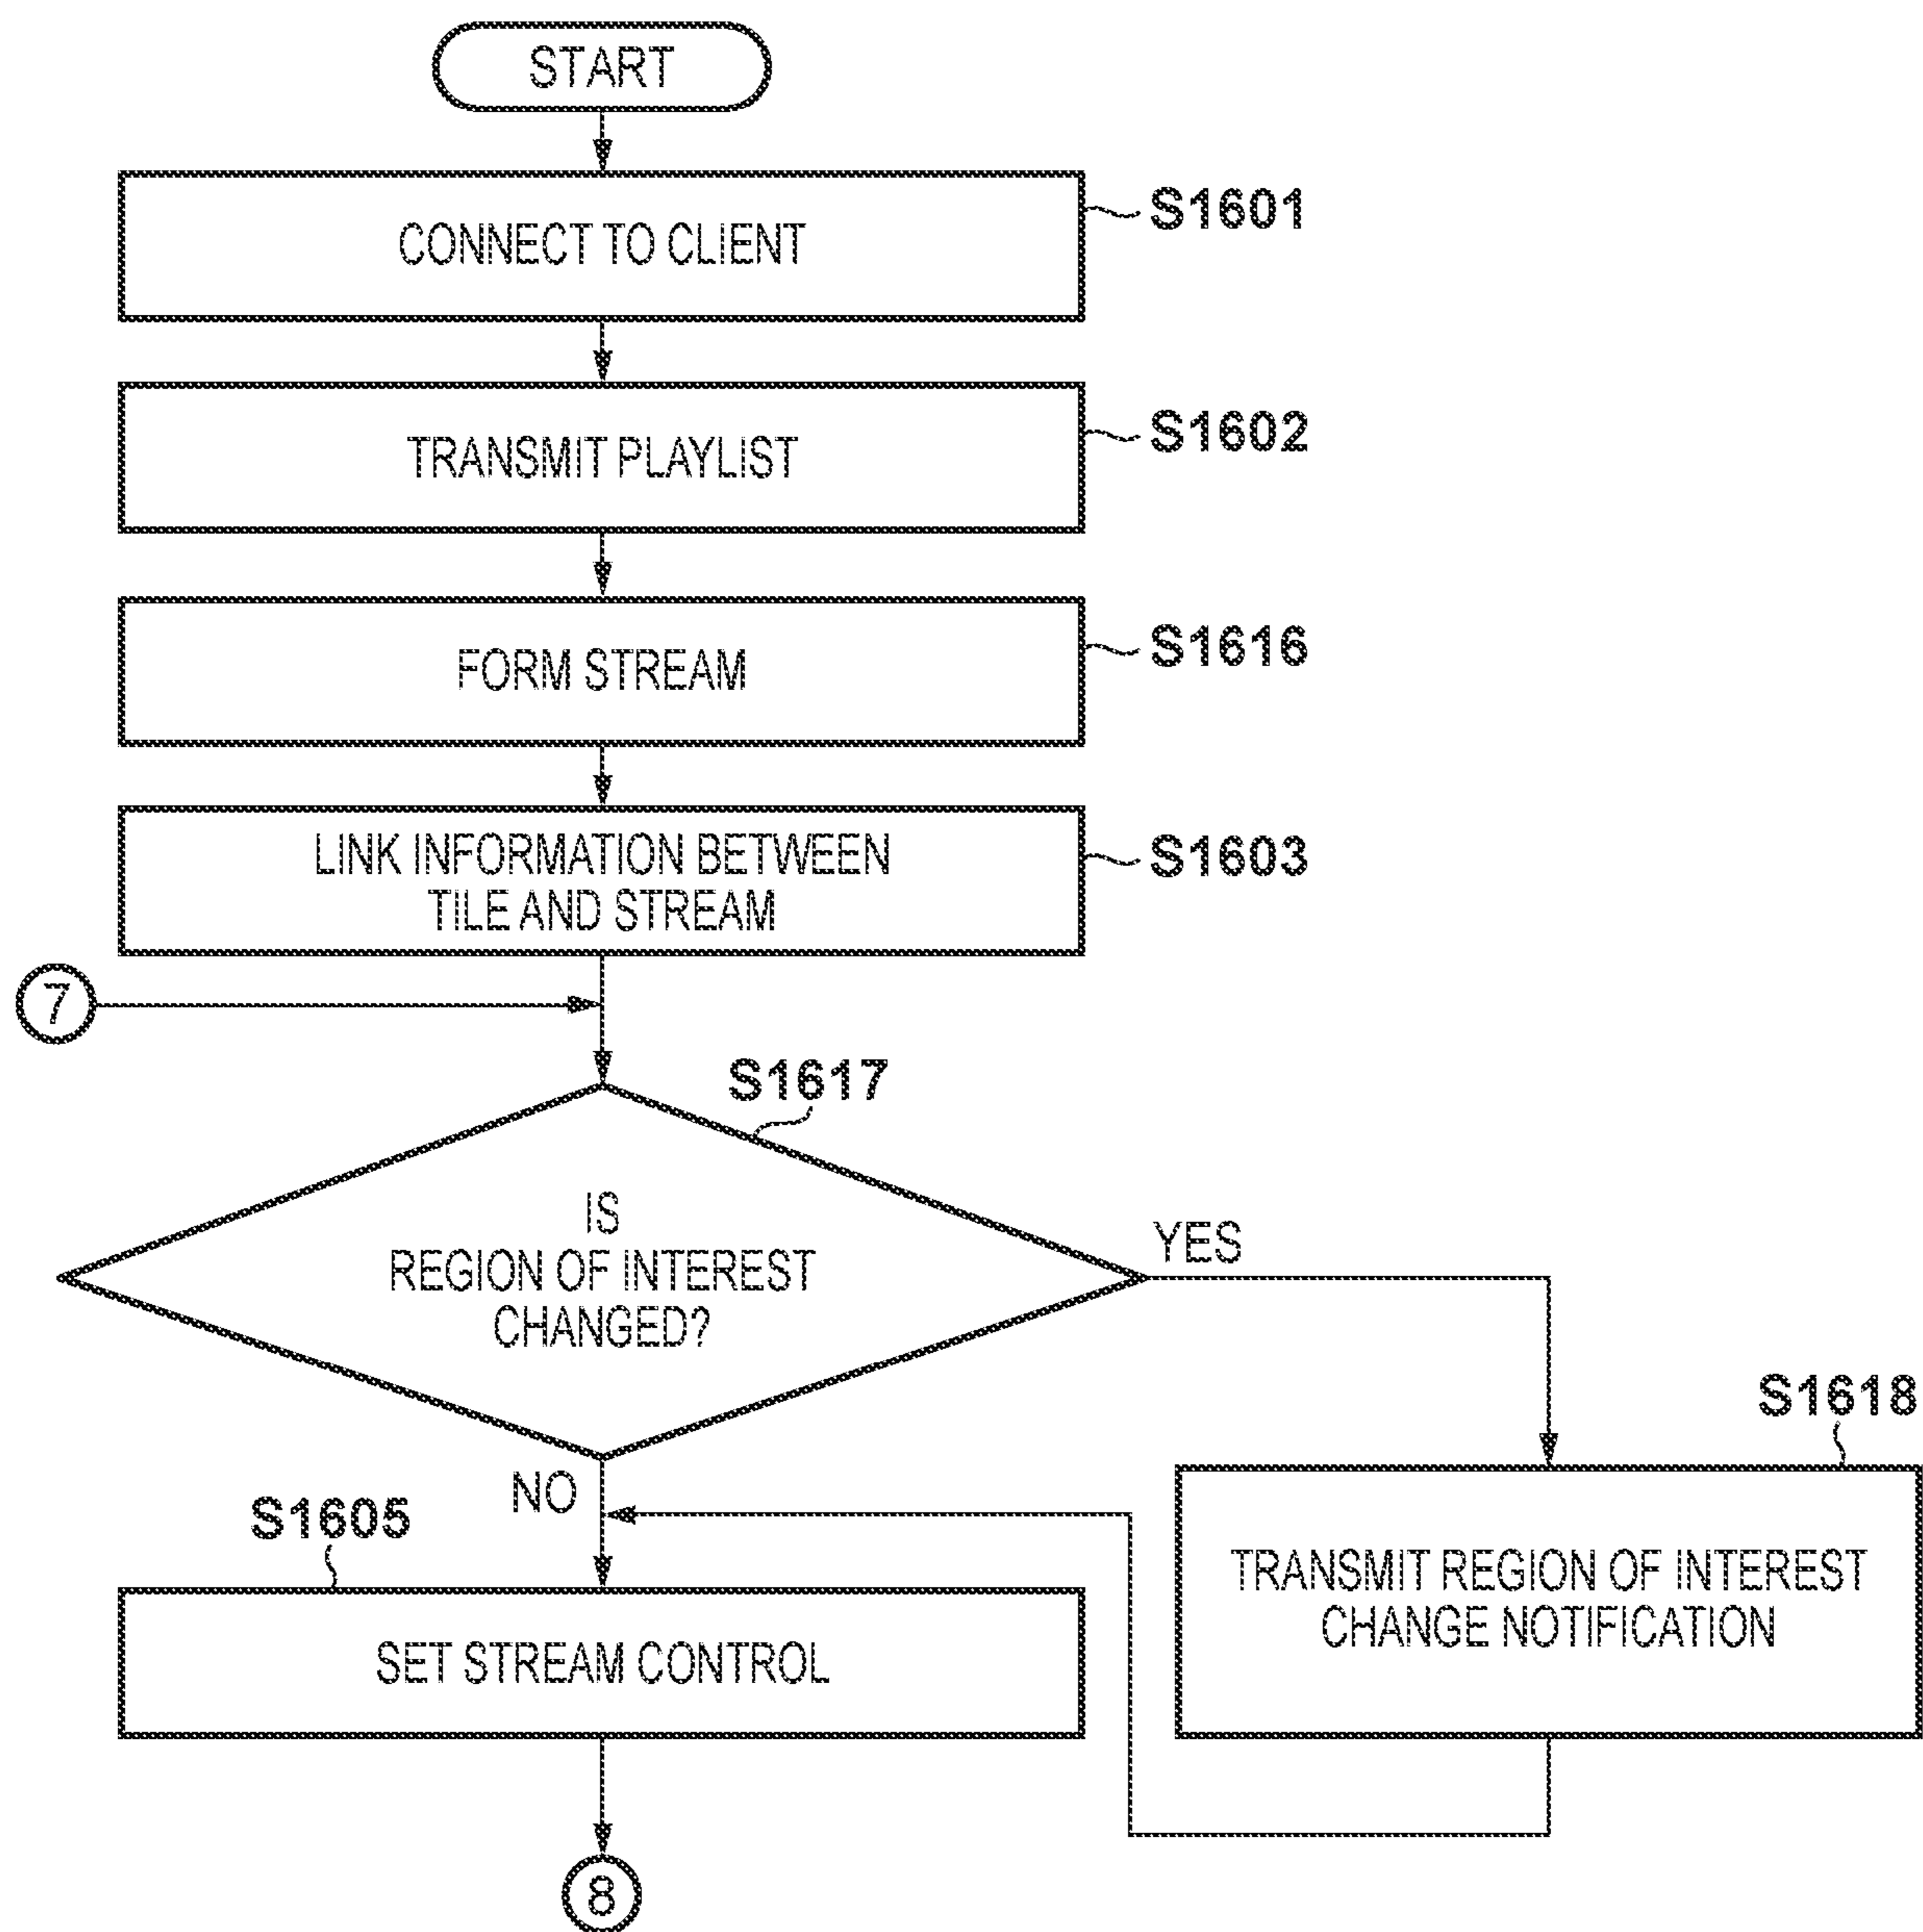 START
CONNECT TO CLIENT
S1601
TRANSMIT PLAYLIST
S1602
FORM STREAM
S1616
LINK INFORMATION BETWEEN
TILE AND STREAM
S1603
7
S1617
IS
REGION OF INTEREST
CHANGED?
YES
NO
S1618
TRANSMIT REGION OF INTEREST
CHANGE NOTIFICATION
S1605
SET STREAM CONTROL
8